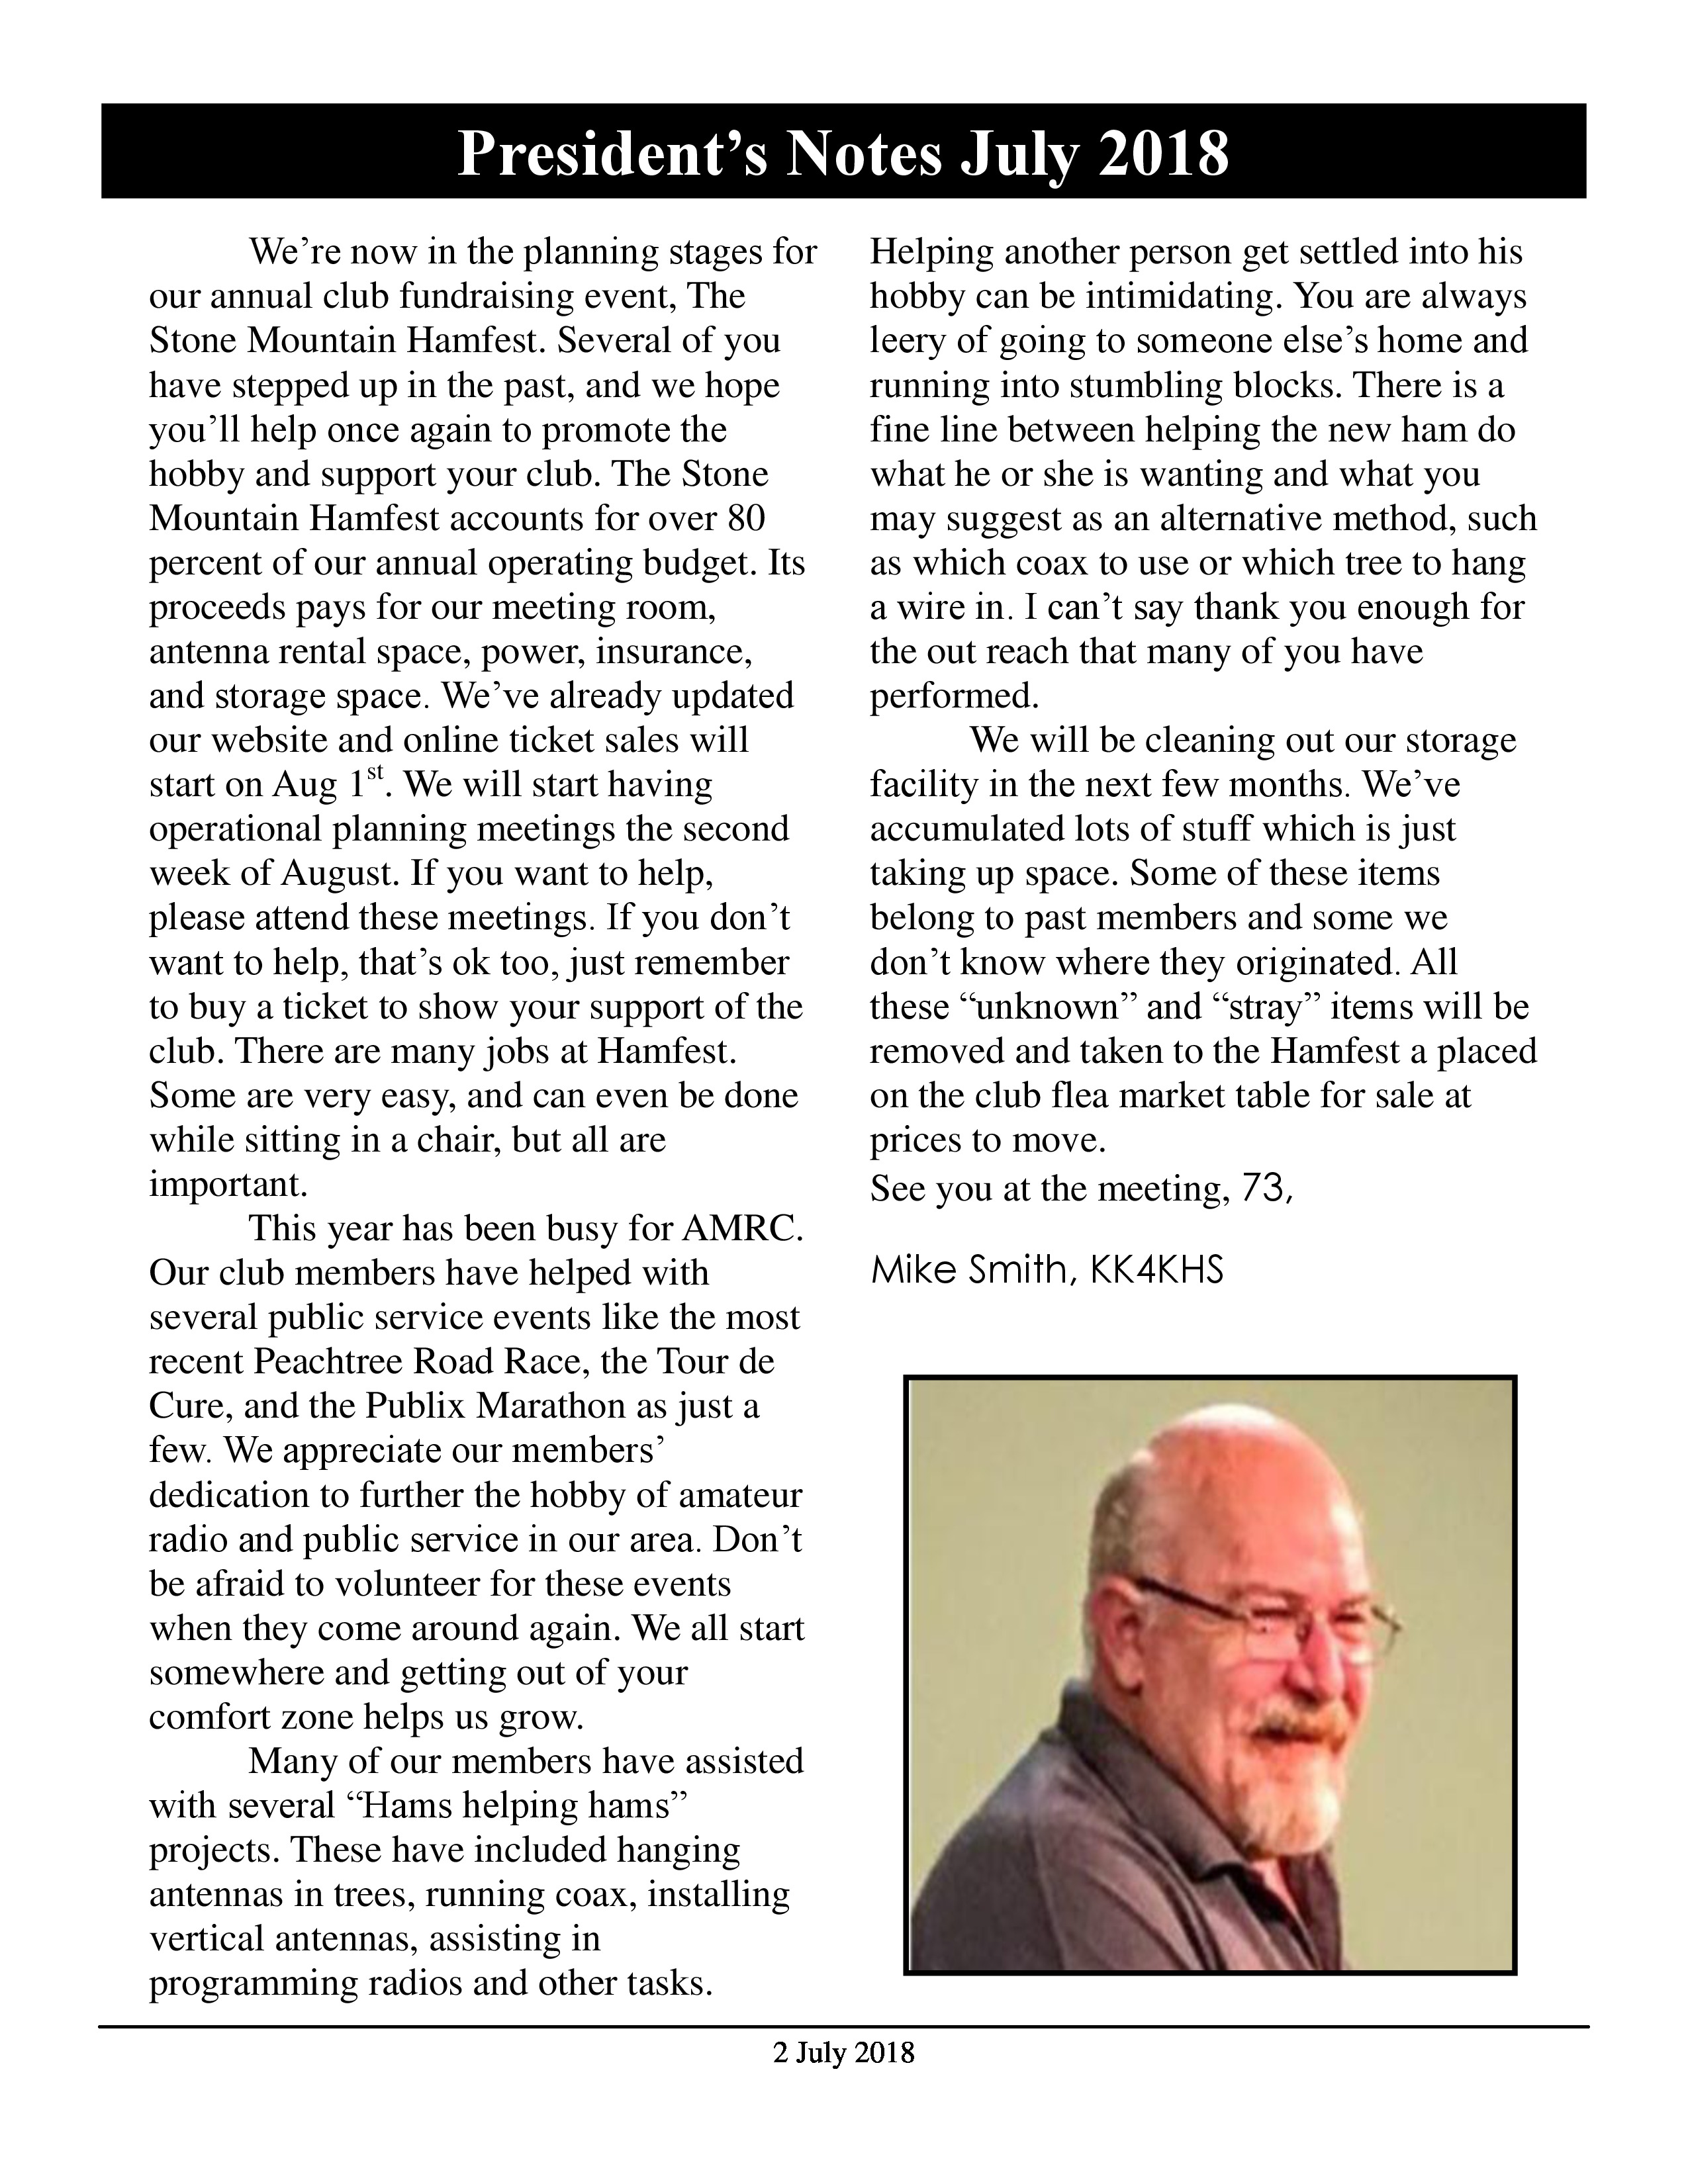 President’s Notes July 2018
We’re now in the planning stages for
our annual club fundraising event, The
Stone Mountain Hamfest. Several of you
have stepped up in the past, and we hope
you’ll help once again to promote the
hobby and support your club. The Stone
Mountain Hamfest accounts for over 80
percent of our annual operating budget. Its
proceeds pays for our meeting room,
antenna rental space, power, insurance,
and storage space. We’ve already updated
our website and online ticket sales will
start on Aug 1st. We will start having
operational planning meetings the second
week of August. If you want to help,
please attend these meetings. If you don’t
want to help, that’s ok too, just remember
to buy a ticket to show your support of the
club. There are many jobs at Hamfest.
Some are very easy, and can even be done
while sitting in a chair, but all are
important.
This year has been busy for AMRC.
Our club members have helped with
several public service events like the most
recent Peachtree Road Race, the Tour de
Cure, and the Publix Marathon as just a
few. We appreciate our members’
dedication to further the hobby of amateur
radio and public service in our area. Don’t
be afraid to volunteer for these events
when they come around again. We all start
somewhere and getting out of your
comfort zone helps us grow.
Many of our members have assisted
with several “Hams helping hams”
projects. These have included hanging
antennas in trees, running coax, installing
vertical antennas, assisting in
programming radios and other tasks.
Helping another person get settled into his
hobby can be intimidating. You are always
leery of going to someone else’s home and
running into stumbling blocks. There is a
fine line between helping the new ham do
what he or she is wanting and what you
may suggest as an alternative method, such
as which coax to use or which tree to hang
a wire in. I can’t say thank you enough for
the out reach that many of you have
performed.
We will be cleaning out our storage
facility in the next few months. We’ve
accumulated lots of stuff which is just
taking up space. Some of these items
belong to past members and some we
don’t know where they originated. All
these “unknown” and “stray” items will be
removed and taken to the Hamfest a placed
on the club flea market table for sale at
prices to move.
See you at the meeting, 73,
Mike Smith, KK4KHS
2 July 2018